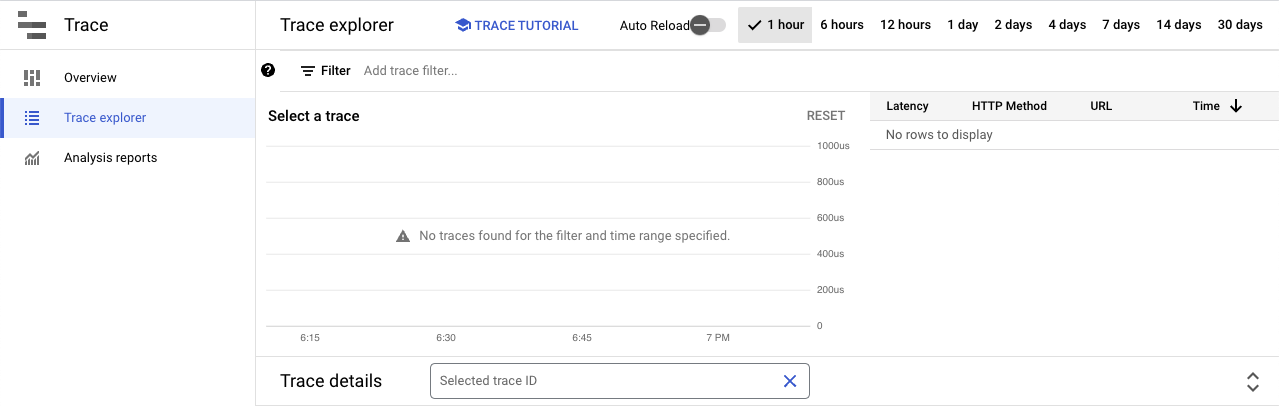 Trace
Trace explorer
TRACE TUTORIAL
Auto Reload
1 hour
6 hours
12 hours
1 day
2 days
4 days
7 days
14 days
30 days
Overview
Trace explorer
Analysis reports
?
Filter
Add trace filter...
Select a trace
RESET
1000us
800us
600us
400us
200us
0
No traces found for the filter and time range specified.
6:15
6:30
6:45
7 PM
Latency
HTTP Method
URL
Time
No rows to display
Trace details
Selected trace ID